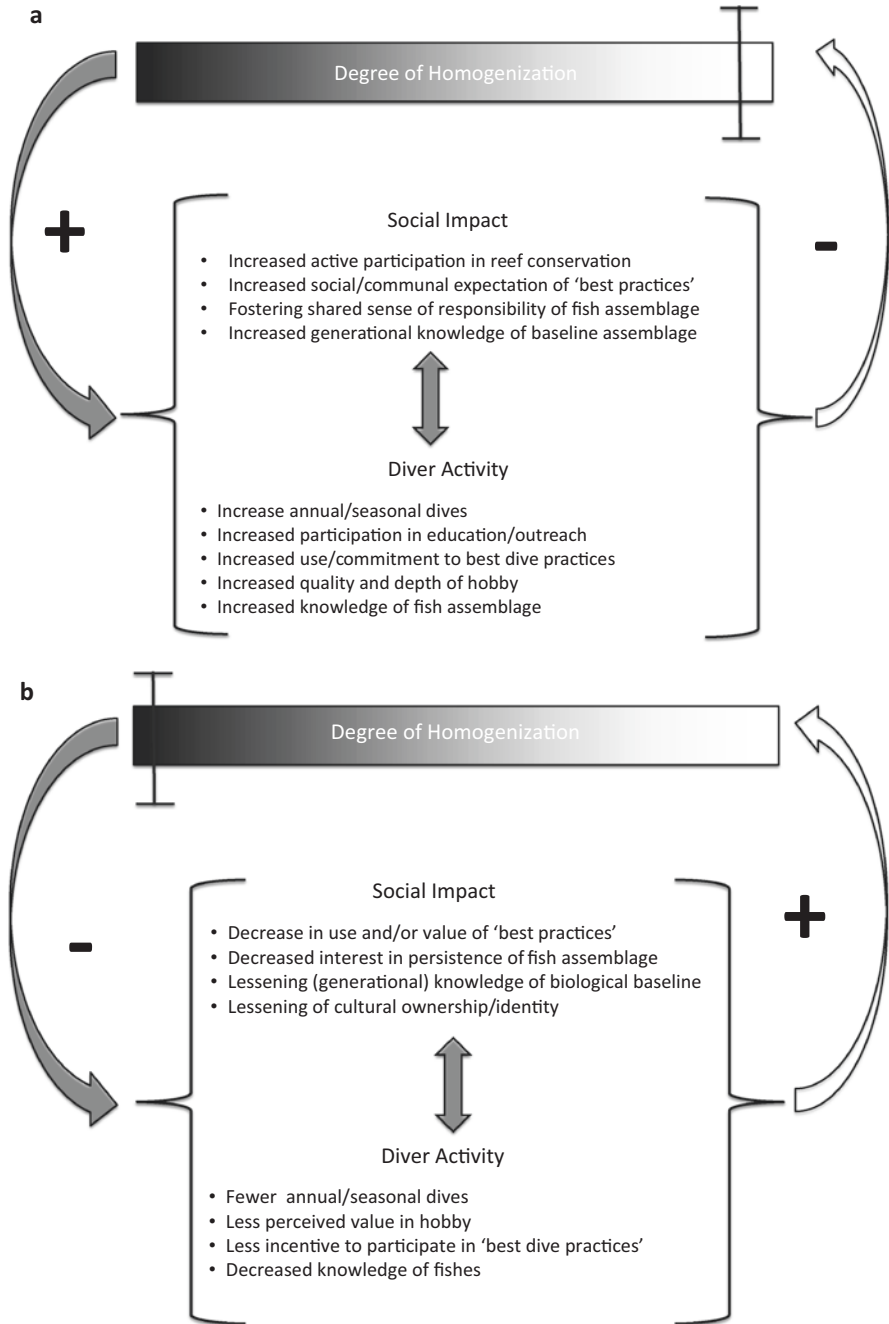 a
Degree of Homogenization
+
-
Social Impact
• Increased active participation in reef conservation
• Increased social/communal expectation of ‘best practices’
• Fostering shared sense of responsibility of fish assemblage
• Increased generational knowledge of baseline assemblage
Diver Activity
• Increase annual/seasonal dives
• Increased participation in education/outreach
• Increased use/commitment to best dive practices
• Increased quality and depth of hobby
• Increased knowledge of fish assemblage
b
Degree of Homogenization
-
+
Social Impact
• Decrease in use and/or value of ‘best practices’
• Decreased interest in persistence of fish assemblage
• Lessening (generational) knowledge of biological baseline
• Lessening of cultural ownership/identity
Diver Activity
• Fewer annual/seasonal dives
• Less perceived value in hobby
• Less incentive to participate in ‘best dive practices’
• Decreased knowledge of fishes